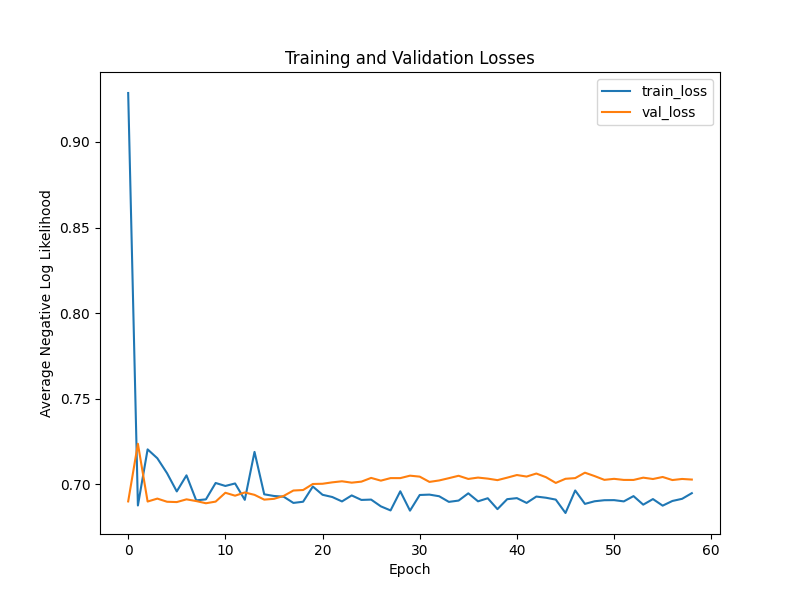 Training and Validation Losses
train_loss
val_loss
Average Negative Log Likelihood
0.90
0.85
0.80
0.75
0.70
0
10
20
30
40
50
60
Epoch